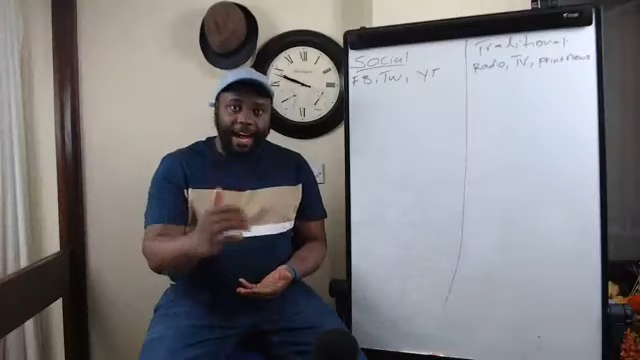 Social
FB, TW, YT
Traditional
Radio, TV, print news